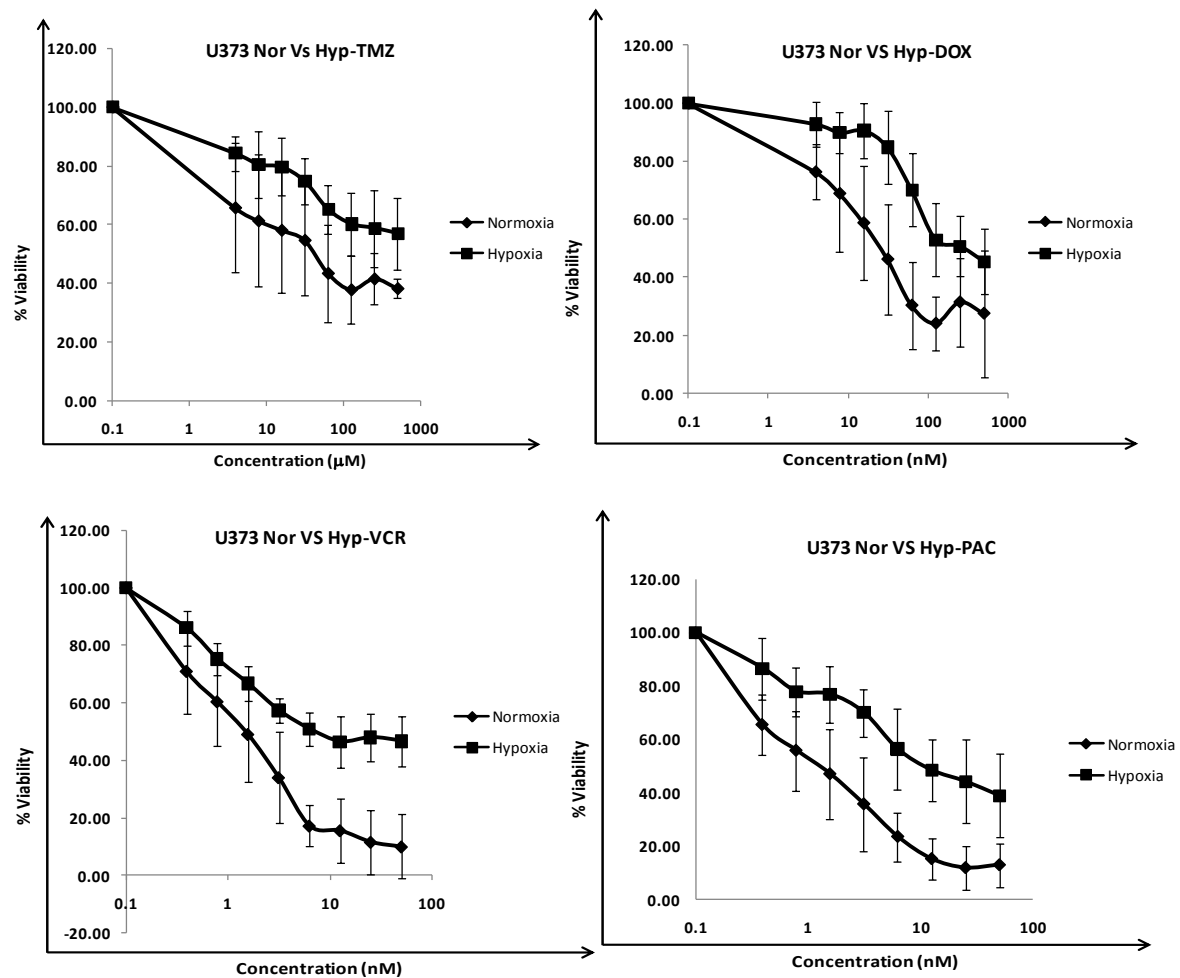 U373 Nor Vs Hyp-TMZ
120.00
100.00
80.00
60.00
40.00
20.00
0.00
% Viability
0.1 1 10 100 1000
Concentration (µM)
Normoxia
Hypoxia
U373 Nor VS Hyp-DOX
120.00
100.00
80.00
60.00
40.00
20.00
0.00
% Viability
0.1 1 10 100 1000
Concentration (nM)
Normoxia
Hypoxia
U373 Nor VS Hyp-VCR
120.00
100.00
80.00
60.00
40.00
20.00
0.00
-20.00
% Viability
0.1 1 10 100
Concentration (nM)
Normoxia
Hypoxia
U373 Nor VS Hyp-PAC
120.00
100.00
80.00
60.00
40.00
20.00
0.00
% Viability
0.1 1 10 100
Concentration (nM)
Normoxia
Hypoxia